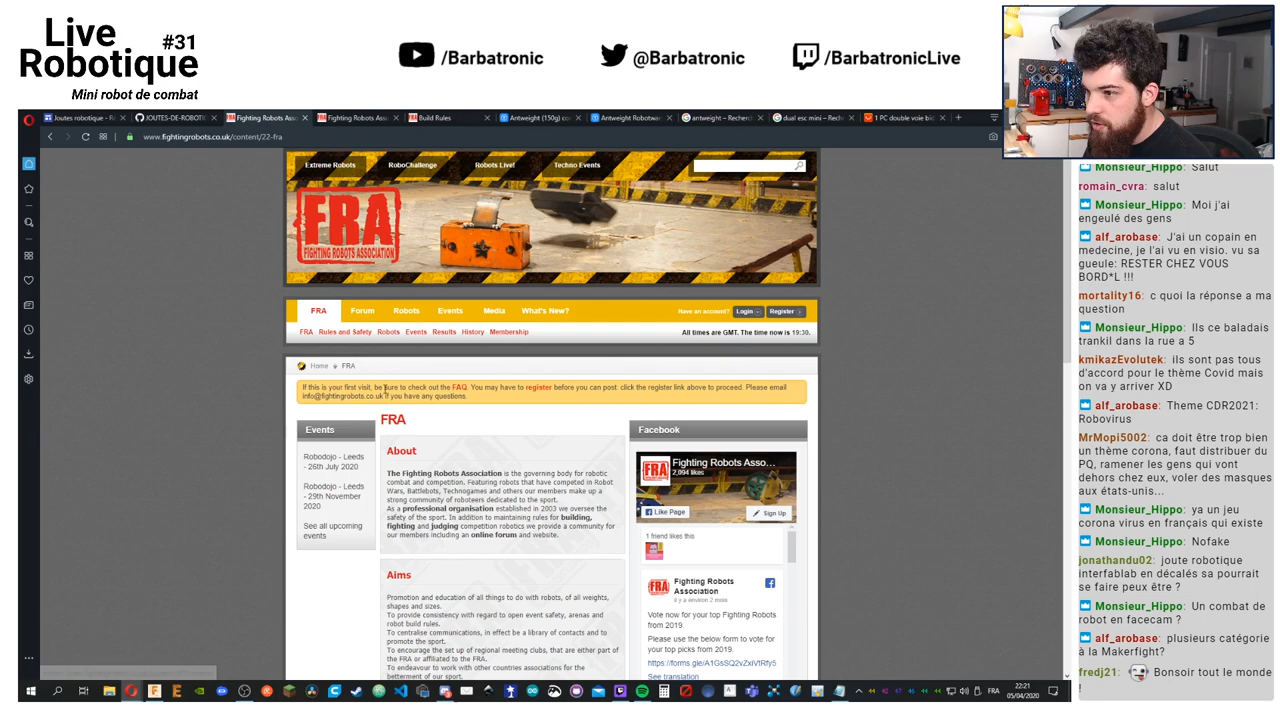 Live
Robotique #31
Mini robot de combat
/Barbatronic
@Barbatronic
/BarbatronicLive
Joutes robotique - R
JOUTES-DE-ROBOTI
Fighting Robots Asso
Fighting Robots Asso
Build Rules
Antweight (150g) co
Antweight Robotwar
antweight – Recherc
dual esc mini – Rech
1 PC double voie bid
www.fightingrobots.co.uk/content/22-fra
Extreme Robots
RoboChallenge
Robots Live!
Techno Events
FRA
FIGHTING ROBOTS ASSOCIATION
FRA Forum Robots Events Media What's New?
Have an account? Login Register
FRA Rules and Safety Robots Events Results History Membership
All times are GMT. The time now is 19:30.
Home FRA
If this is your first visit, be sure to check out the FAQ. You may have to register before you can post: click the register link above to proceed. Please email
info@fightingrobots.co.uk if you have any questions.
Events
Robodojo - Leeds
- 26th July 2020
Robodojo - Leeds
- 29th November
2020
See all upcoming
events
FRA
About
The Fighting Robots Association is the governing body for robotic
combat and competition. Featuring robots that have competed in Robot
Wars, Battlebots, Technogames and others our members make up a
strong community of roboteers dedicated to the sport.
As a professional organisation established in 2003 we oversee the
safety of the sport. In addition to maintaining rules for building,
fighting and judging competition robotics we provide a community for
our members including an online forum and website.
Aims
Promotion and education of all things to do with robots, of all weights,
shapes and sizes.
To provide consistency with regard to open event safety, arenas and
robot build rules.
To centralise communications, in effect be a library of contacts and to
promote the sport.
To encourage the set up of regional meeting clubs, that are either part of
the FRA or affiliated to the FRA.
To endeavour to work with other countries associations for the
betterment of our sport.
Facebook
FRA
Fighting Robots Asso...
2,094 likes
Like Page
Sign Up
1 friend likes this
FRA
Fighting Robots
Association
il y a environ 2 mois
Vote now for your top Fighting Robots
from 2019.
Please use the below form to vote for
your top picks from 2019.
https://forms.gle/A1GsSQ2vZxiVfRfy5
See translation
Monsieur_Hippo: Salut
romain_cvra: salut
Monsieur_Hippo: Moi j'ai
engeulé des gens
alf_arobase: J'ai un copain en
medecine, je l'ai vu en visio. vu sa
gueule: RESTER CHEZ VOUS
BORD*L !!!
mortality16: c quoi la réponse a ma
question
Monsieur_Hippo: Ils ce baladais
trankil dans la rue a 5
kmikazEvolutek: ils sont pas tous
d'accord pour le thème Covid mais
on va y arriver XD
alf_arobase: Theme CDR2021:
Robovirus
MrMopi5002: ca doit être trop bien
un thème corona, faut distribuer du
PQ, ramener les gens qui vont
dehors chez eux, voler des masques
aux états-unis...
Monsieur_Hippo: ya un jeu
corona virus en français qui existe
Monsieur_Hippo: Nofake
jonathandu02: joute robotique
interfablab en décalés sa pourrait
se faire peux être ?
Monsieur_Hippo: Un combat de
robot en facecam ?
alf_arobase: plusieurs catégorie
à la Makerfight?
fredj21: Bonsoir tout le monde
!
FRA
22:21
05/04/2020